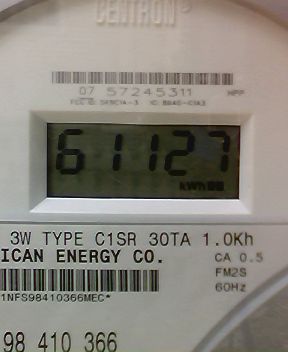 CENTRON®
07 57245311 MPP
61127
kWh
3W TYPE C1SR 30TA 1.0Kh
ICAN ENERGY CO. CA 0.5
FM2S
1NFS98410366MEC* 60Hz
98 410 366